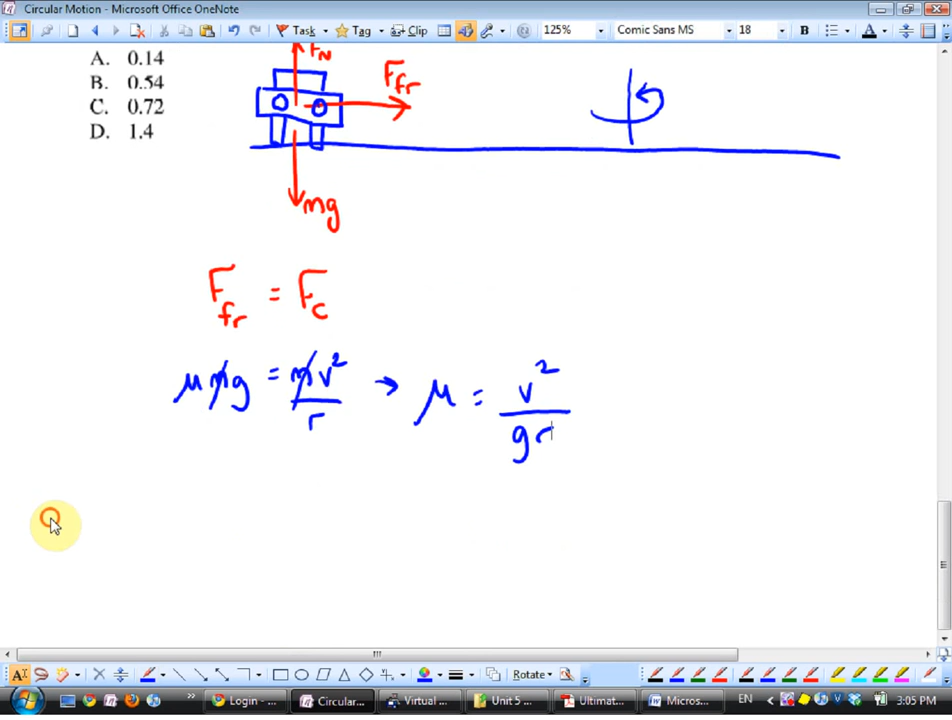 Circular Motion - Microsoft Office OneNote
Task
Tag
Clip
125%
Comic Sans MS
18
B
A
A. 0.14
B. 0.54
C. 0.72
D. 1.4
FN
Ffr
mg
Ffr = Fc
μmg = mv²
r
→ μ = v²
gr
Rotate
Login - ...
Circular...
Virtual ...
Unit 5 ...
Ultimat...
Micros...
EN
3:05 PM